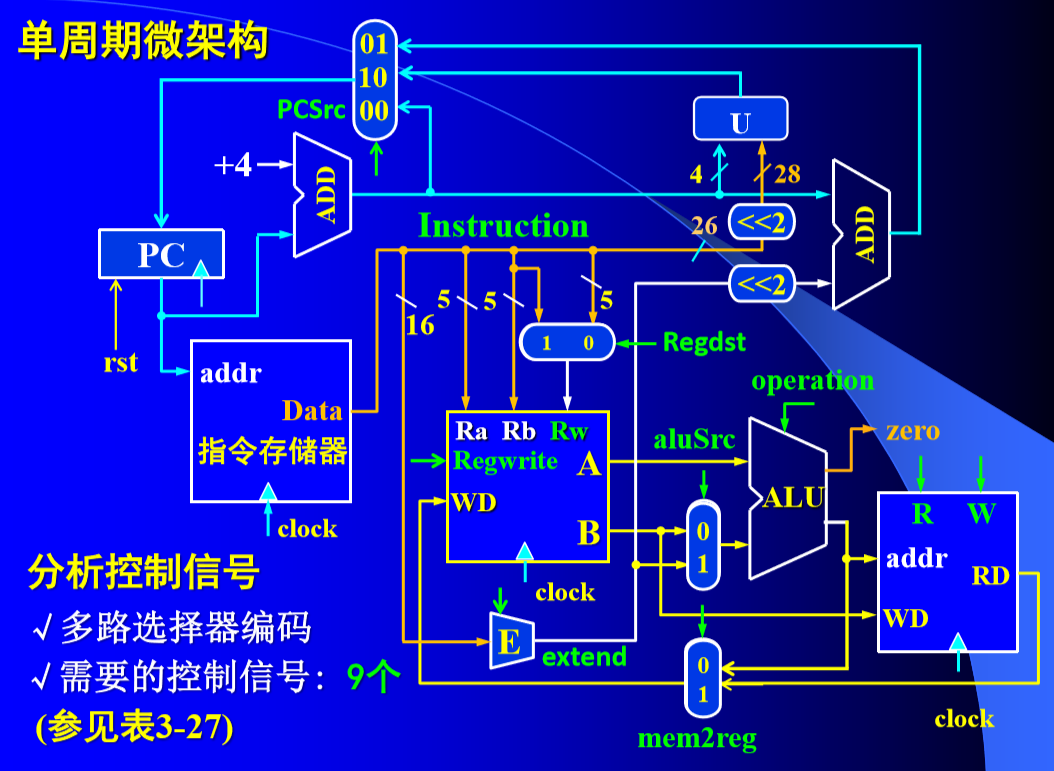 单周期微架构
01
10
00
PCSrc
U
+4
ADD
4
28
Instruction
26
<<2
ADD
PC
<<2
16
5
5
5
1 0
Regdst
rst
addr
Data
指令存储器
clock
operation
Ra Rb Rw
Regwrite
A
WD
B
clock
aluSrc
0
1
ALU
zero
R W
addr
RD
WD
clock
E
extend
0
1
mem2reg
分析控制信号
√多路选择器编码
√需要的控制信号：9个
(参见表3-27)